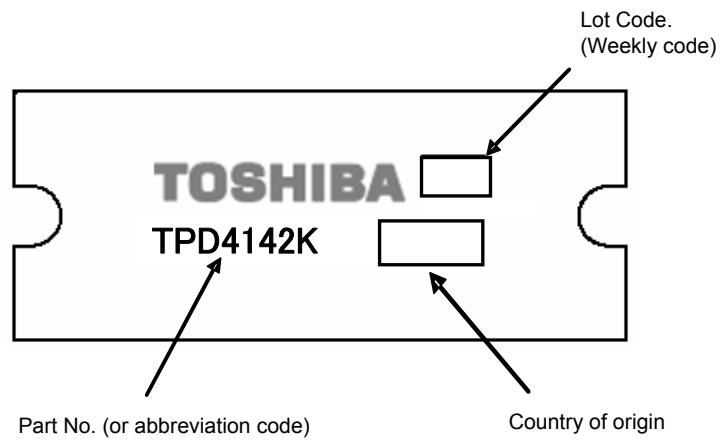 Lot Code.
(Weekly code)
TOSHIBA
TPD4142K
Part No. (or abbreviation code)
Country of origin